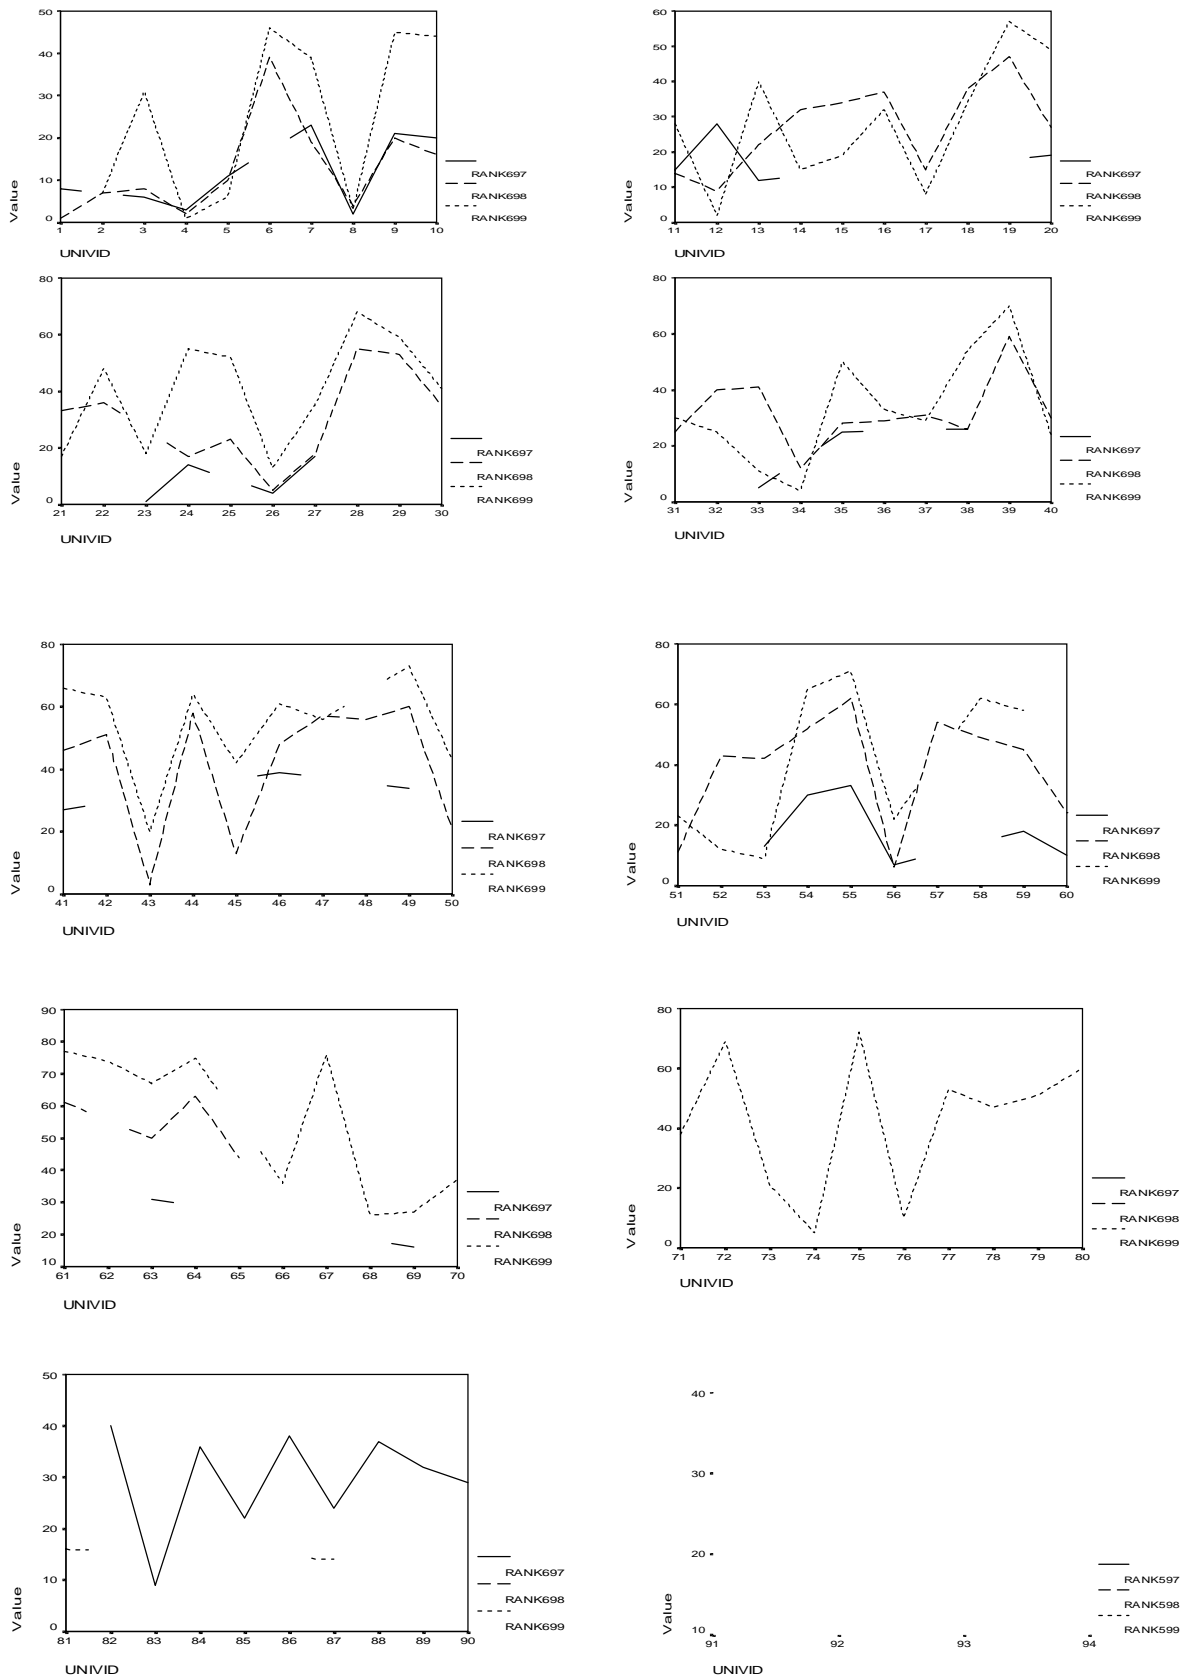 50
40
30
20
10
0
Value
1 2 3 4 5 6 7 8 9 10
UNIVID
RANK697
RANK698
RANK699
60
50
40
30
20
10
0
Value
11 12 13 14 15 16 17 18 19 20
UNIVID
RANK697
RANK698
RANK699
80
60
40
20
0
Value
21 22 23 24 25 26 27 28 29 30
UNIVID
RANK697
RANK698
RANK699
80
60
40
20
0
Value
31 32 33 34 35 36 37 38 39 40
UNIVID
RANK697
RANK698
RANK699
80
60
40
20
0
Value
41 42 43 44 45 46 47 48 49 50
UNIVID
RANK697
RANK698
RANK699
80
60
40
20
0
Value
51 52 53 54 55 56 57 58 59 60
UNIVID
RANK697
RANK698
RANK699
90
80
70
60
50
40
30
20
10
Value
61 62 63 64 65 66 67 68 69 70
UNIVID
RANK697
RANK698
RANK699
80
60
40
20
0
Value
71 72 73 74 75 76 77 78 79 80
UNIVID
RANK697
RANK698
RANK699
50
40
30
20
10
0
Value
81 82 83 84 85 86 87 88 89 90
UNIVID
RANK697
RANK698
RANK699
40
30
20
10
Value
91 92 93 94
UNIVID
RANK597
RANK598
RANK599